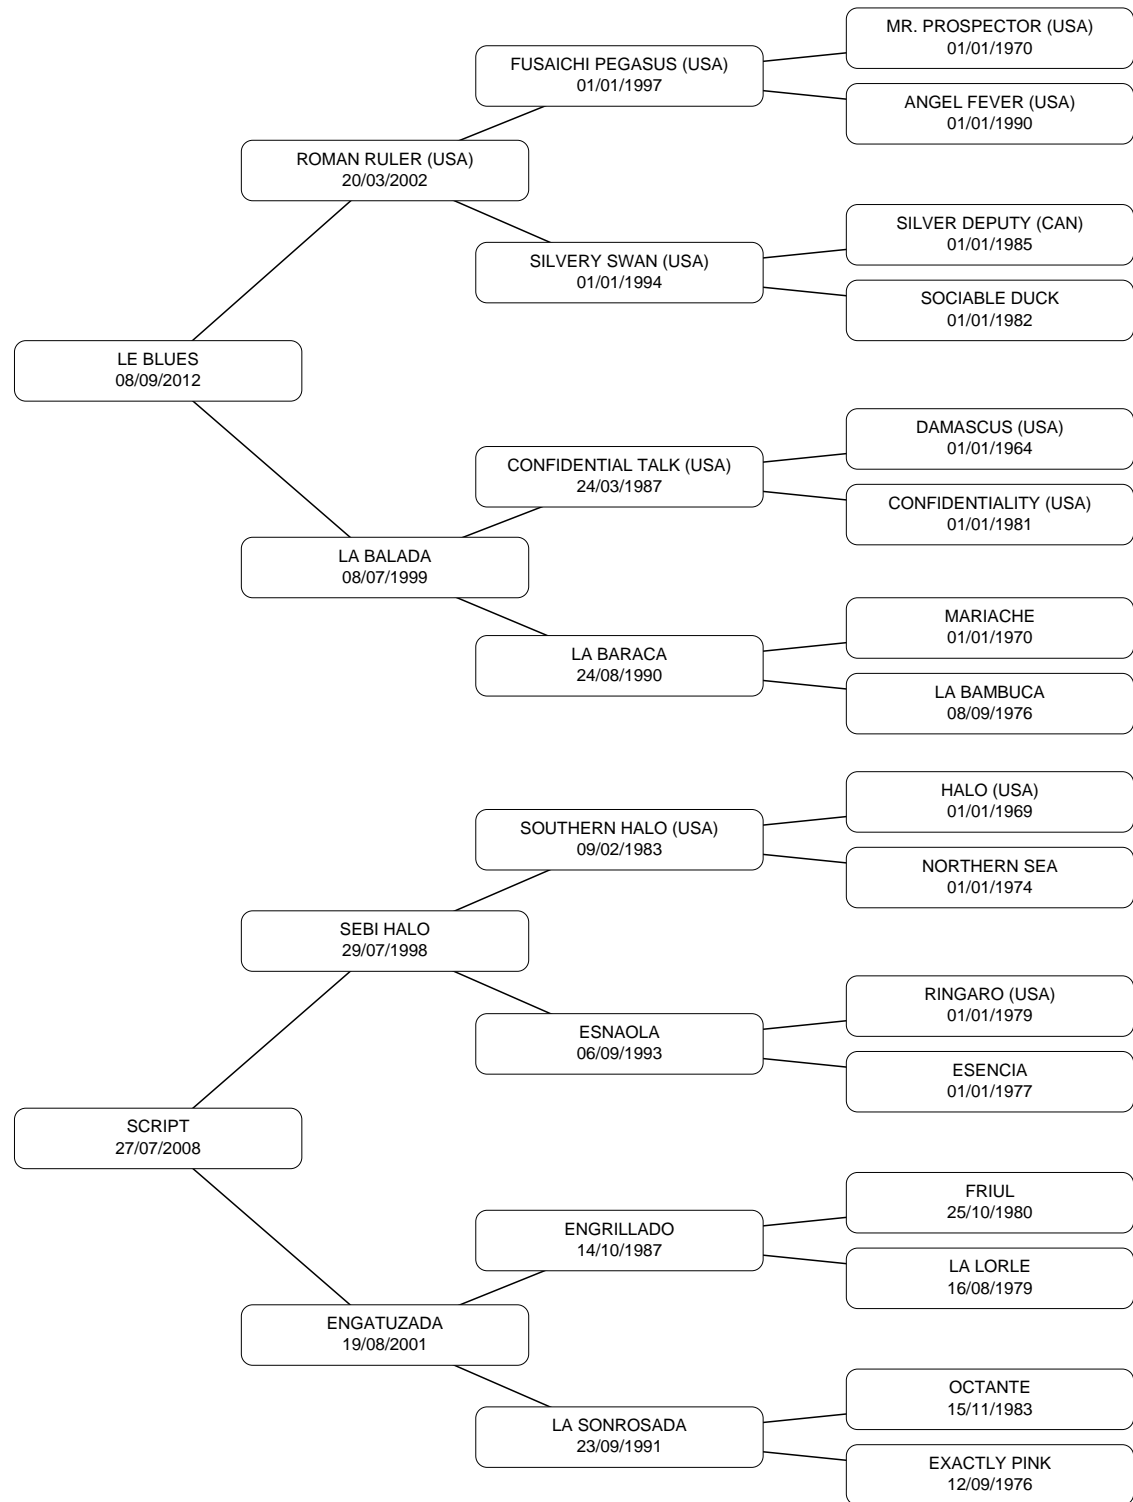 MR. PROSPECTOR (USA)
01/01/1970
FUSAICHI PEGASUS (USA)
01/01/1997
ANGEL FEVER (USA)
01/01/1990
ROMAN RULER (USA)
20/03/2002
SILVER DEPUTY (CAN)
01/01/1985
SILVERY SWAN (USA)
01/01/1994
SOCIABLE DUCK
01/01/1982
LE BLUES
08/09/2012
DAMASCUS (USA)
01/01/1964
CONFIDENTIAL TALK (USA)
24/03/1987
CONFIDENTIALITY (USA)
01/01/1981
LA BALADA
08/07/1999
MARIACHE
01/01/1970
LA BARACA
24/08/1990
LA BAMBUCA
08/09/1976
HALO (USA)
01/01/1969
SOUTHERN HALO (USA)
09/02/1983
NORTHERN SEA
01/01/1974
SEBI HALO
29/07/1998
RINGARO (USA)
01/01/1979
ESNAOLA
06/09/1993
ESENCIA
01/01/1977
SCRIPT
27/07/2008
FRIUL
25/10/1980
ENGRILLADO
14/10/1987
LA LORLE
16/08/1979
ENGATUZADA
19/08/2001
OCTANTE
15/11/1983
LA SONROSADA
23/09/1991
EXACTLY PINK
12/09/1976